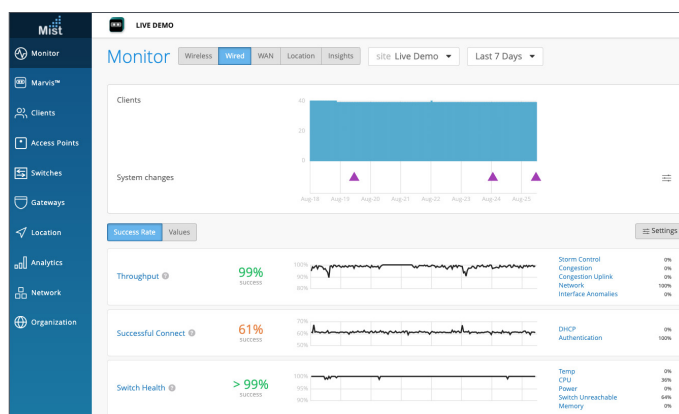 Mist
LIVE DEMO
Monitor
Marvis™
Clients
Access Points
Switches
Gateways
Location
Analytics
Network
Organization
Monitor Wireless Wired WAN Location Insights site Live Demo Last 7 Days
Clients
40
20
0
System changes
Aug-18 Aug-19 Aug-20 Aug-21 Aug-22 Aug-23 Aug-24 Aug-25
Success Rate Values Settings
Throughput
99%
success
100%
90%
80%
Storm Control 0%
Congestion 0%
Congestion Uplink 0%
Network 100%
Interface Anomalies 0%
Successful Connect
61%
success
70%
60%
50%
DHCP 0%
Authentication 100%
Switch Health
> 99%
success
100%
95%
90%
Temp 0%
CPU 36%
Power 0%
Switch Unreachable 64%
Memory 0%